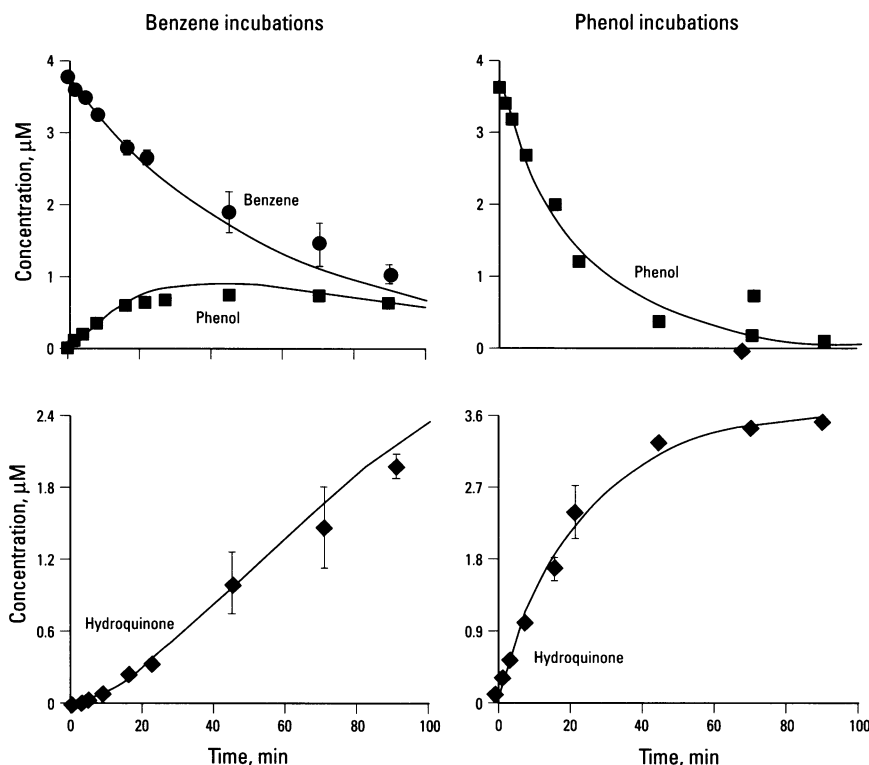 Benzene incubations
Phenol incubations
Concentration, µM
4
3
2
1
0
Benzene
Phenol
4
3
2
1
0
Phenol
Concentration, µM
2.4
1.8
1.2
0.6
0
Hydroquinone
0 20 40 60 80 100
Time, min
3.6
2.7
1.8
0.9
0
Hydroquinone
0 20 40 60 80 100
Time, min